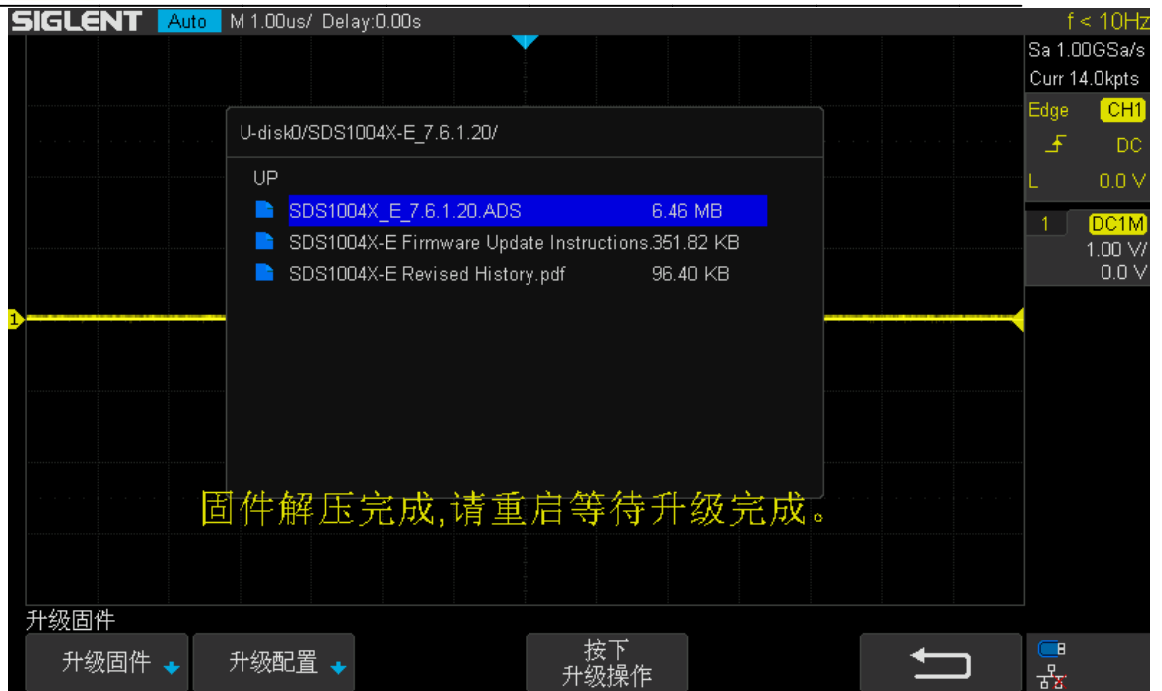 SIGLENT Auto M 1.00us/ Delay:0.00s f < 10Hz
Sa 1.00GSa/s
Curr 14.0kpts
Edge CH1
DC
L 0.0 V
1 DC1M
1.00 V/
0.0 V
U-disk0/SDS1004X-E_7.6.1.20/
UP
SDS1004X_E_7.6.1.20.ADS 6.46 MB
SDS1004X-E Firmware Update Instructions.351.82 KB
SDS1004X-E Revised History.pdf 96.40 KB
1
固件解压完成,请重启等待升级完成。
升级固件
升级固件
升级配置
按下
升级操作